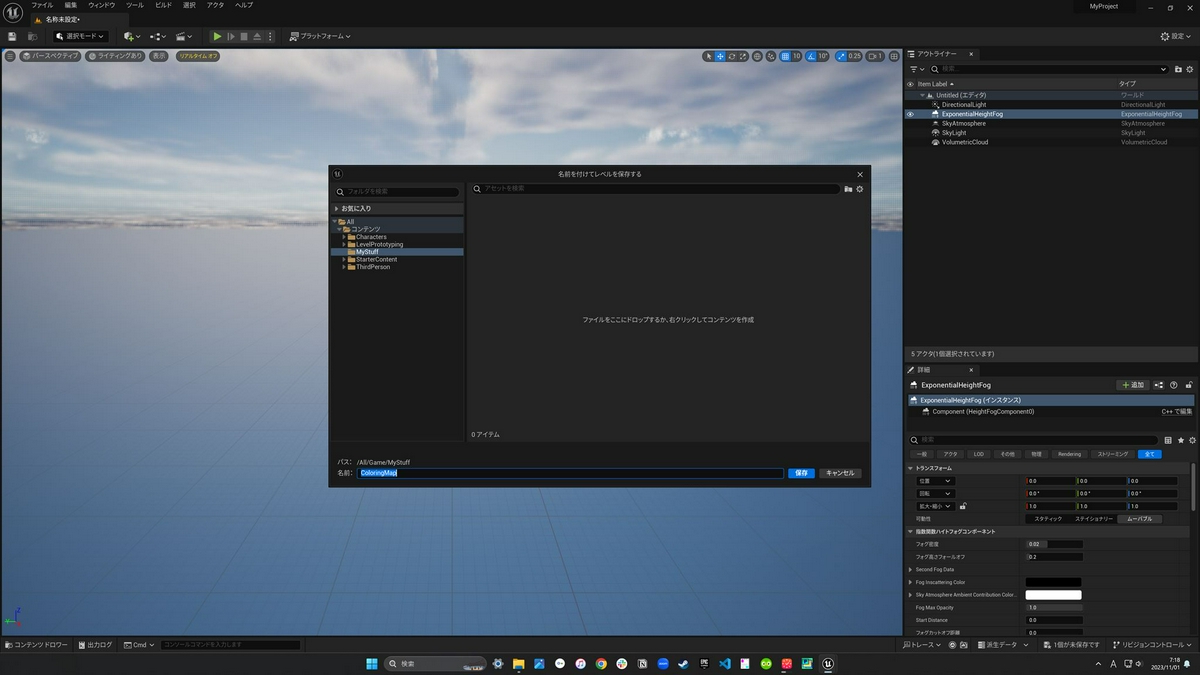 ファイル 編集 ウィンドウ ツール ビルド 選択 アクタ ヘルプ
MyProject
名称未設定*
選択モード
プラットフォーム
設定
パースペクティブ ライティングあり 表示 リアルタイム オフ
10 10° 0.25 1
アウトライナー
検索
Item Label タイプ
Untitled (エディタ) ワールド
DirectionalLight DirectionalLight
ExponentialHeightFog ExponentialHeightFog
SkyAtmosphere SkyAtmosphere
SkyLight SkyLight
VolumetricCloud VolumetricCloud
5 アクタ(1個選択されています)
名前を付けてレベルを保存する
フォルダを検索
アセットを検索
お気に入り
All
コンテンツ
Characters
LevelPrototyping
MyStuff
StarterContent
ThirdPerson
ファイルをここにドロップするか、右クリックしてコンテンツを作成
0 アイテム
パス: /All/Game/MyStuff
名前: ColoringMap
保存 キャンセル
詳細
ExponentialHeightFog
追加
ExponentialHeightFog (インスタンス)
Component (HeightFogComponent0) C++ で編集
検索
一般 アクタ LOD その他 物理 Rendering ストリーミング 全て
トランスフォーム
位置 0.0 0.0 0.0
回転 0.0° 0.0° 0.0°
拡大・縮小 1.0 1.0 1.0
可動性 スタティック ステイショナリー ムーバブル
指数関数ハイトフォグコンポーネント
フォグ密度 0.02
フォグ高さフォールオフ 0.2
Second Fog Data
Fog Inscattering Color
Sky Atmosphere Ambient Contribution Color...
Fog Max Opacity 1.0
Start Distance 0.0
フォグカットオフ距離 0.0
コンテンツドロワー 出力ログ Cmd コンソールコマンドを入力します
トレース 派生データ 1個が未保存です リビジョンコントロール
検索
A
7:18
2023/11/01